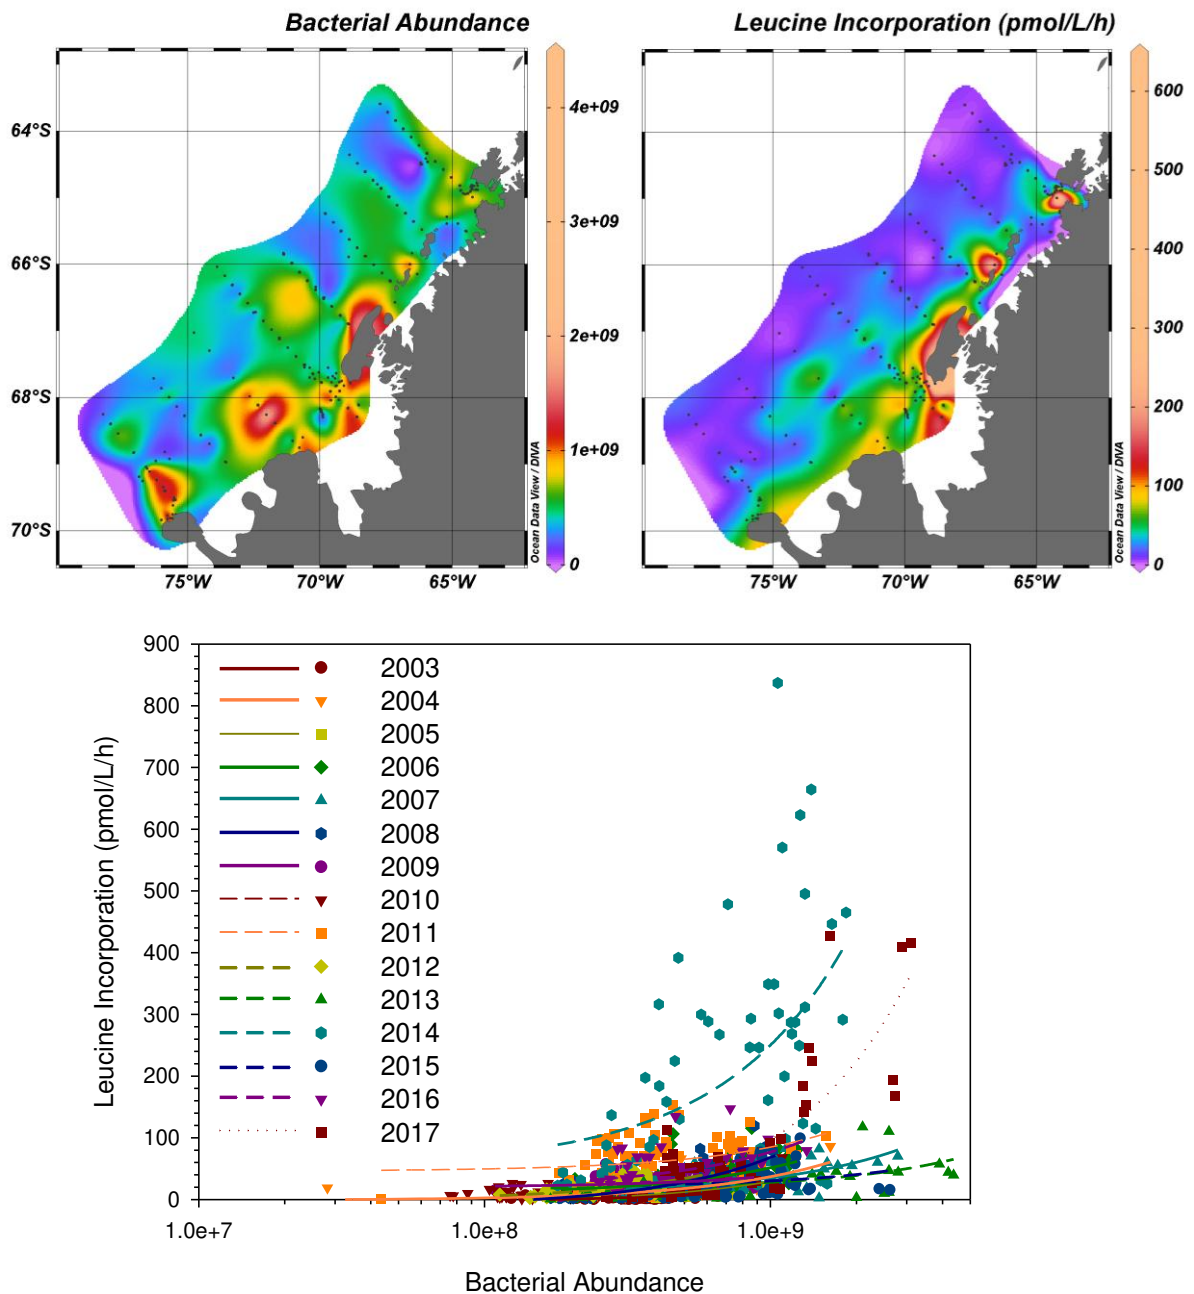 Bacterial Abundance
Leucine Incorporation (pmol/L/h)
64°S
66°S
68°S
70°S
75°W
70°W
65°W
4e+09
3e+09
2e+09
1e+09
0
Ocean Data View / DIVA
75°W
70°W
65°W
600
500
400
300
200
100
0
Ocean Data View / DIVA
900
800
700
600
500
400
300
200
100
0
Leucine Incorporation (pmol/L/h)
2003
2004
2005
2006
2007
2008
2009
2010
2011
2012
2013
2014
2015
2016
2017
1.0e+7
1.0e+8
1.0e+9
Bacterial Abundance